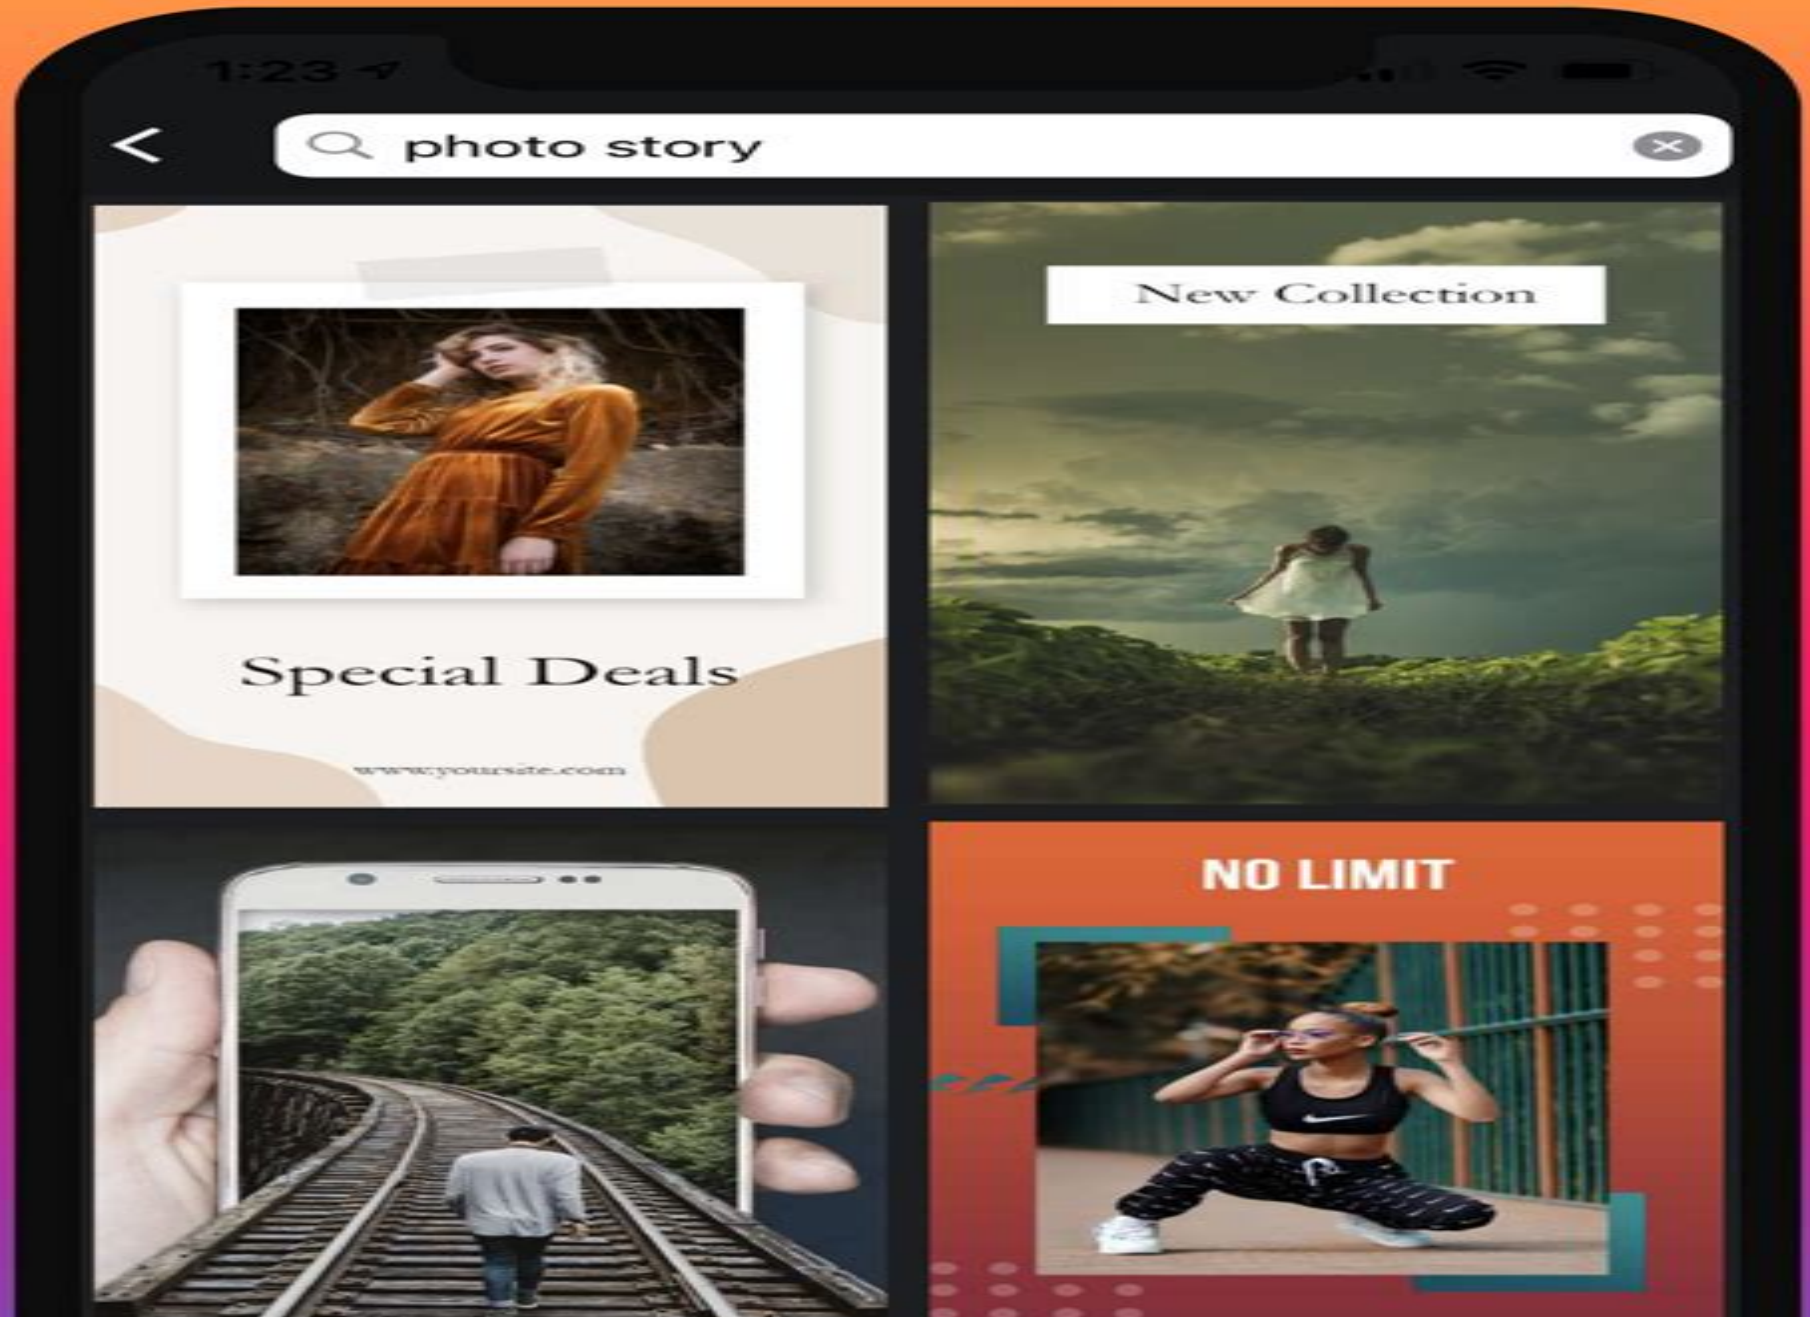 1:23
photo story
Special Deals
www.yoursite.com
New Collection
NO LIMIT